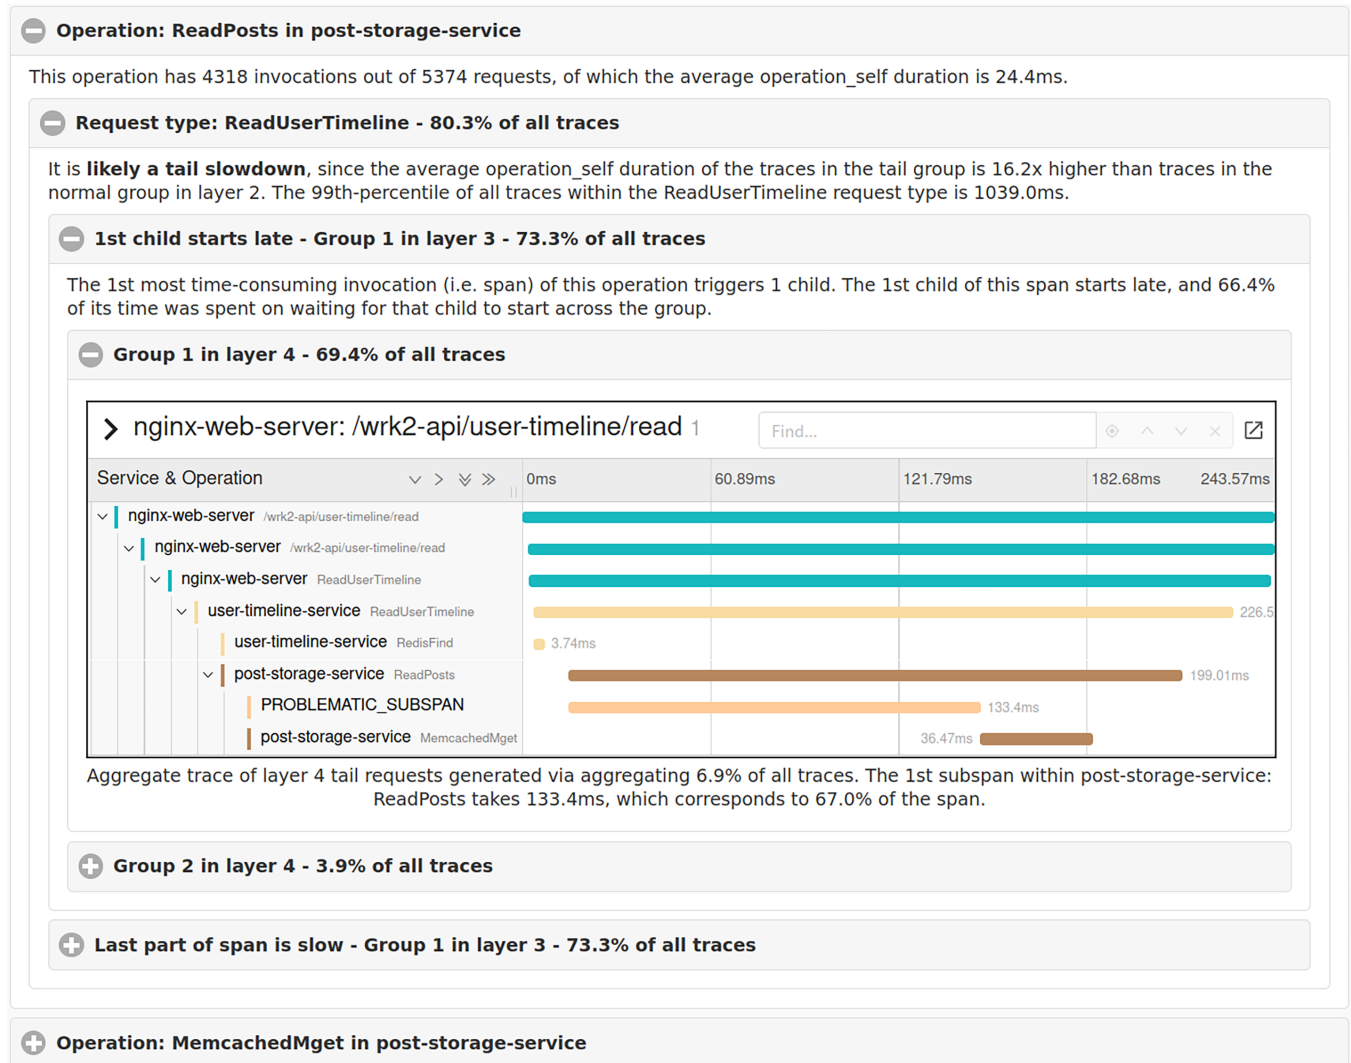 Operation: ReadPosts in post-storage-service
This operation has 4318 invocations out of 5374 requests, of which the average operation_self duration is 24.4ms.
Request type: ReadUserTimeline - 80.3% of all traces
It is likely a tail slowdown, since the average operation_self duration of the traces in the tail group is 16.2x higher than traces in the
normal group in layer 2. The 99th-percentile of all traces within the ReadUserTimeline request type is 1039.0ms.
1st child starts late - Group 1 in layer 3 - 73.3% of all traces
The 1st most time-consuming invocation (i.e. span) of this operation triggers 1 child. The 1st child of this span starts late, and 66.4%
of its time was spent on waiting for that child to start across the group.
Group 1 in layer 4 - 69.4% of all traces
nginx-web-server: /wrk2-api/user-timeline/read 1 Find...
Service & Operation 0ms 60.89ms 121.79ms 182.68ms 243.57ms
nginx-web-server /wrk2-api/user-timeline/read
nginx-web-server /wrk2-api/user-timeline/read
nginx-web-server ReadUserTimeline
user-timeline-service ReadUserTimeline 226.5
user-timeline-service RedisFind 3.74ms
post-storage-service ReadPosts 199.01ms
PROBLEMATIC_SUBSPAN 133.4ms
post-storage-service MemcachedMget 36.47ms
Aggregate trace of layer 4 tail requests generated via aggregating 6.9% of all traces. The 1st subspan within post-storage-service:
ReadPosts takes 133.4ms, which corresponds to 67.0% of the span.
Group 2 in layer 4 - 3.9% of all traces
Last part of span is slow - Group 1 in layer 3 - 73.3% of all traces
Operation: MemcachedMget in post-storage-service